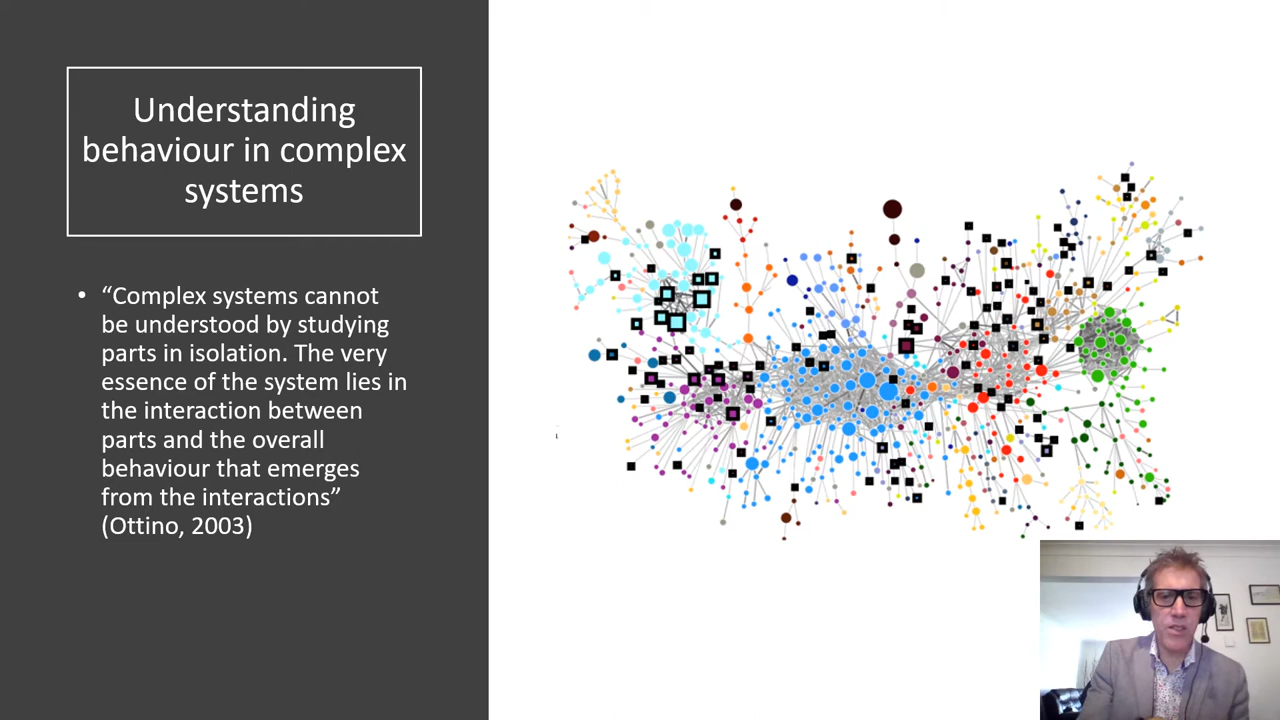 Understanding
behaviour in complex
systems
• “Complex systems cannot
be understood by studying
parts in isolation. The very
essence of the system lies in
the interaction between
parts and the overall
behaviour that emerges
from the interactions”
(Ottino, 2003)